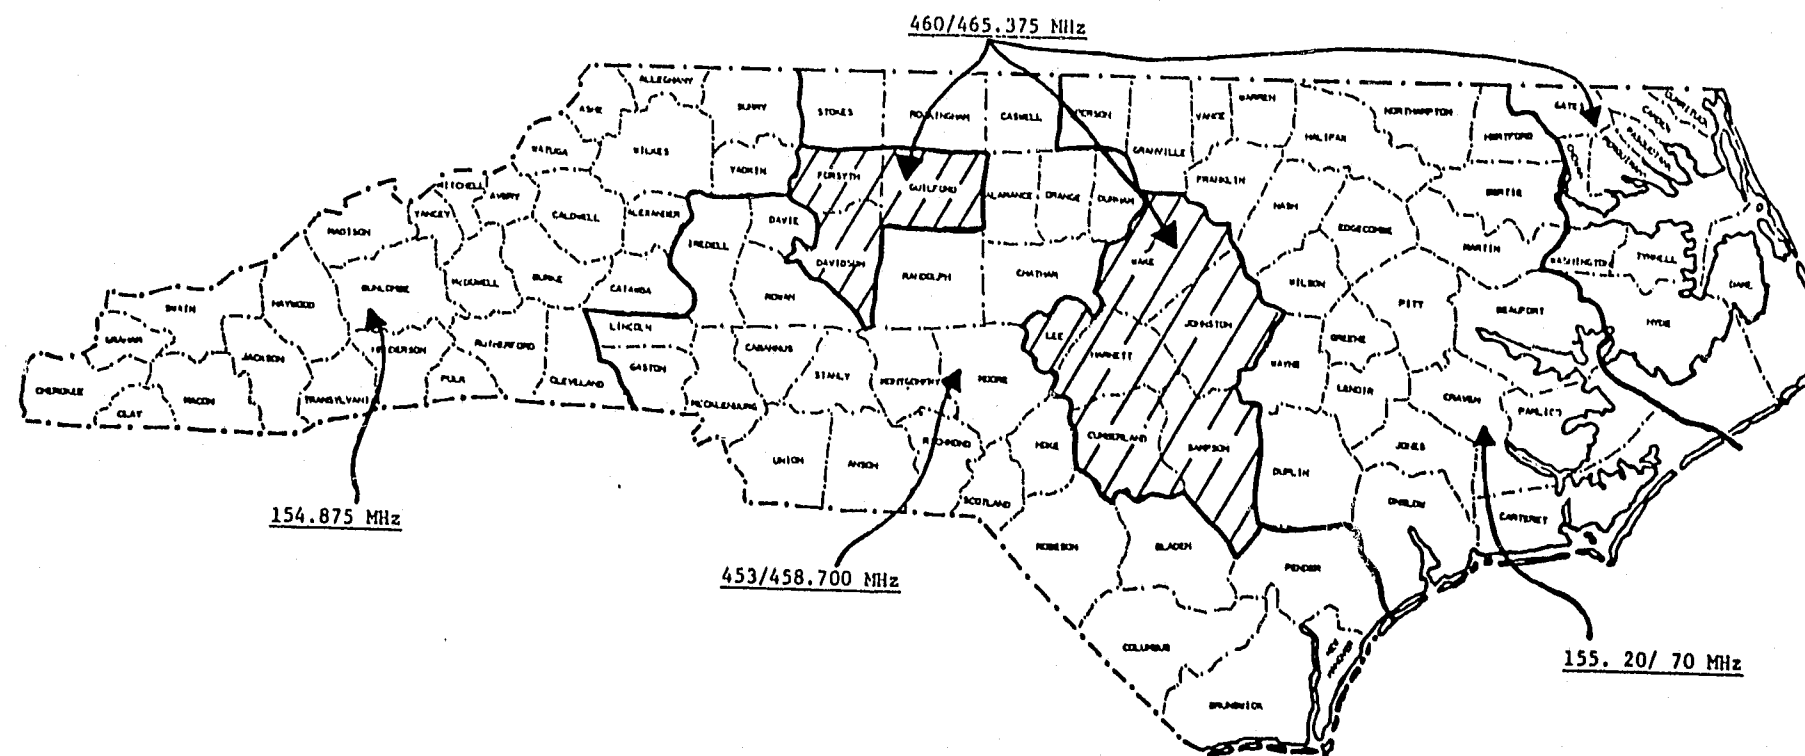 460/465.375 MHz
ALLEGHANY
ASHE
SURRY
STOKES
ROCKINGHAM
CASWELL
PERSON
VANCE
WARREN
NORTHAMPTON
GATES
CAMDEN
HALIFAX
HERTFORD
GRANVILLE
WATUGA
WILKES
YADKIN
FORSYTH
GUILFORD
ALAMANCE
ORANGE
DURHAM
FRANKLIN
BERTIE
MITCHELL
AVERY
YANCEY
CALDWELL
ALEXANDER
DAVIE
NASH
EDGECOMBE
MADISON
IREDELL
MARTIN
WAKE
DAVIDSON
RANDOLPH
CHATHAM
WASHINGTON
TYRRELL
BUNCOMBE
McDOWELL
BURKE
CATAWBA
ROWAN
WILSON
PITT
DARE
SWAIN
HAYWOOD
BEAUFORT
HYDE
GRAHAM
JACKSON
HENDERSON
RUTHERFORD
LINCOLN
CABARRUS
LEE
JOHNSTON
GREENE
HARNETT
WAYNE
GASTON
STANLY
MONTGOMERY
MOORE
CHEROKEE
CLAY
MACON
TRANSYLVANI
POLK
CLEVELAND
MECKLENBURG
LENOIR
CRAVEN
PAMLICO
UNION
ANSON
RICHMOND
HOKE
CUMBERLAND
SAMPSON
DUPLIN
JONES
SCOTLAND
ONSLOW
CARTERET
154.875 MHz
ROBESON
BLADEN
PENDER
453/458.700 MHz
COLUMBUS
155. 20/ 70 MHz
BRUNSWICK